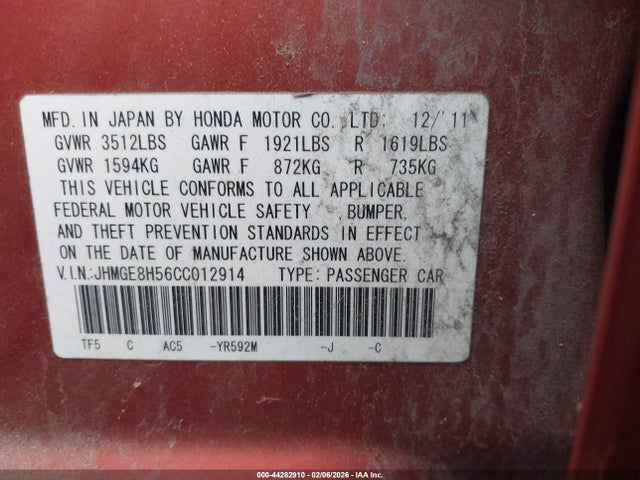 MFD. IN JAPAN BY HONDA MOTOR CO. LTD: 12/'11
GVWR 3512LBS GAWR F 1921LBS R 1619LBS
GVWR 1594KG GAWR F 872KG R 735KG
THIS VEHICLE CONFORMS TO ALL APPLICABLE
FEDERAL MOTOR VEHICLE SAFETY ,BUMPER,
AND THEFT PREVENTION STANDARDS IN EFFECT
ON THE DATE OF MANUFACTURE SHOWN ABOVE.
V.I.N:JHMGE8H56CC012914 TYPE: PASSENGER CAR
TF5 C AC5 -YR592M -J -C
000-44282910 - 02/06/2026 - IAAI.COM